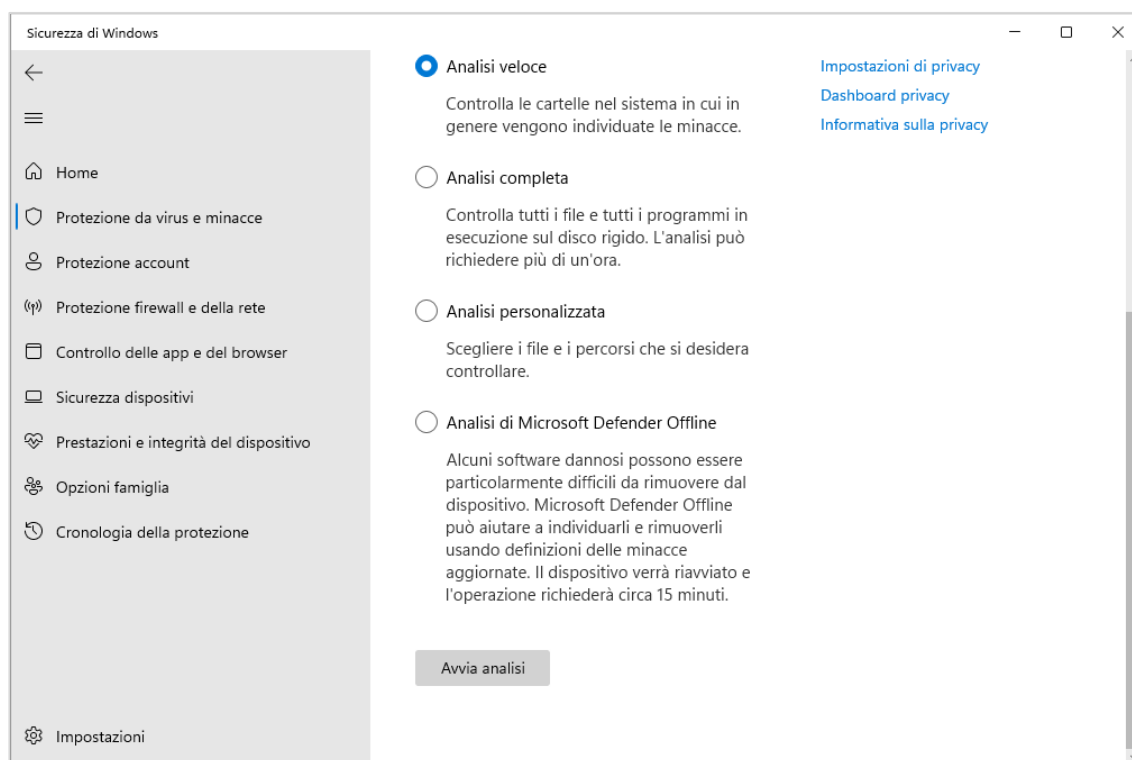 Sicurezza di Windows
Home
Protezione da virus e minacce
Protezione account
Protezione firewall e della rete
Controllo delle app e del browser
Sicurezza dispositivi
Prestazioni e integrità del dispositivo
Opzioni famiglia
Cronologia della protezione
Impostazioni
Analisi veloce
Controlla le cartelle nel sistema in cui in
genere vengono individuate le minacce.
Analisi completa
Controlla tutti i file e tutti i programmi in
esecuzione sul disco rigido. L'analisi può
richiedere più di un'ora.
Analisi personalizzata
Scegliere i file e i percorsi che si desidera
controllare.
Analisi di Microsoft Defender Offline
Alcuni software dannosi possono essere
particolarmente difficili da rimuovere dal
dispositivo. Microsoft Defender Offline
può aiutare a individuarli e rimuoverli
usando definizioni delle minacce
aggiornate. Il dispositivo verrà riavviato e
l'operazione richiederà circa 15 minuti.
Avvia analisi
Impostazioni di privacy
Dashboard privacy
Informativa sulla privacy